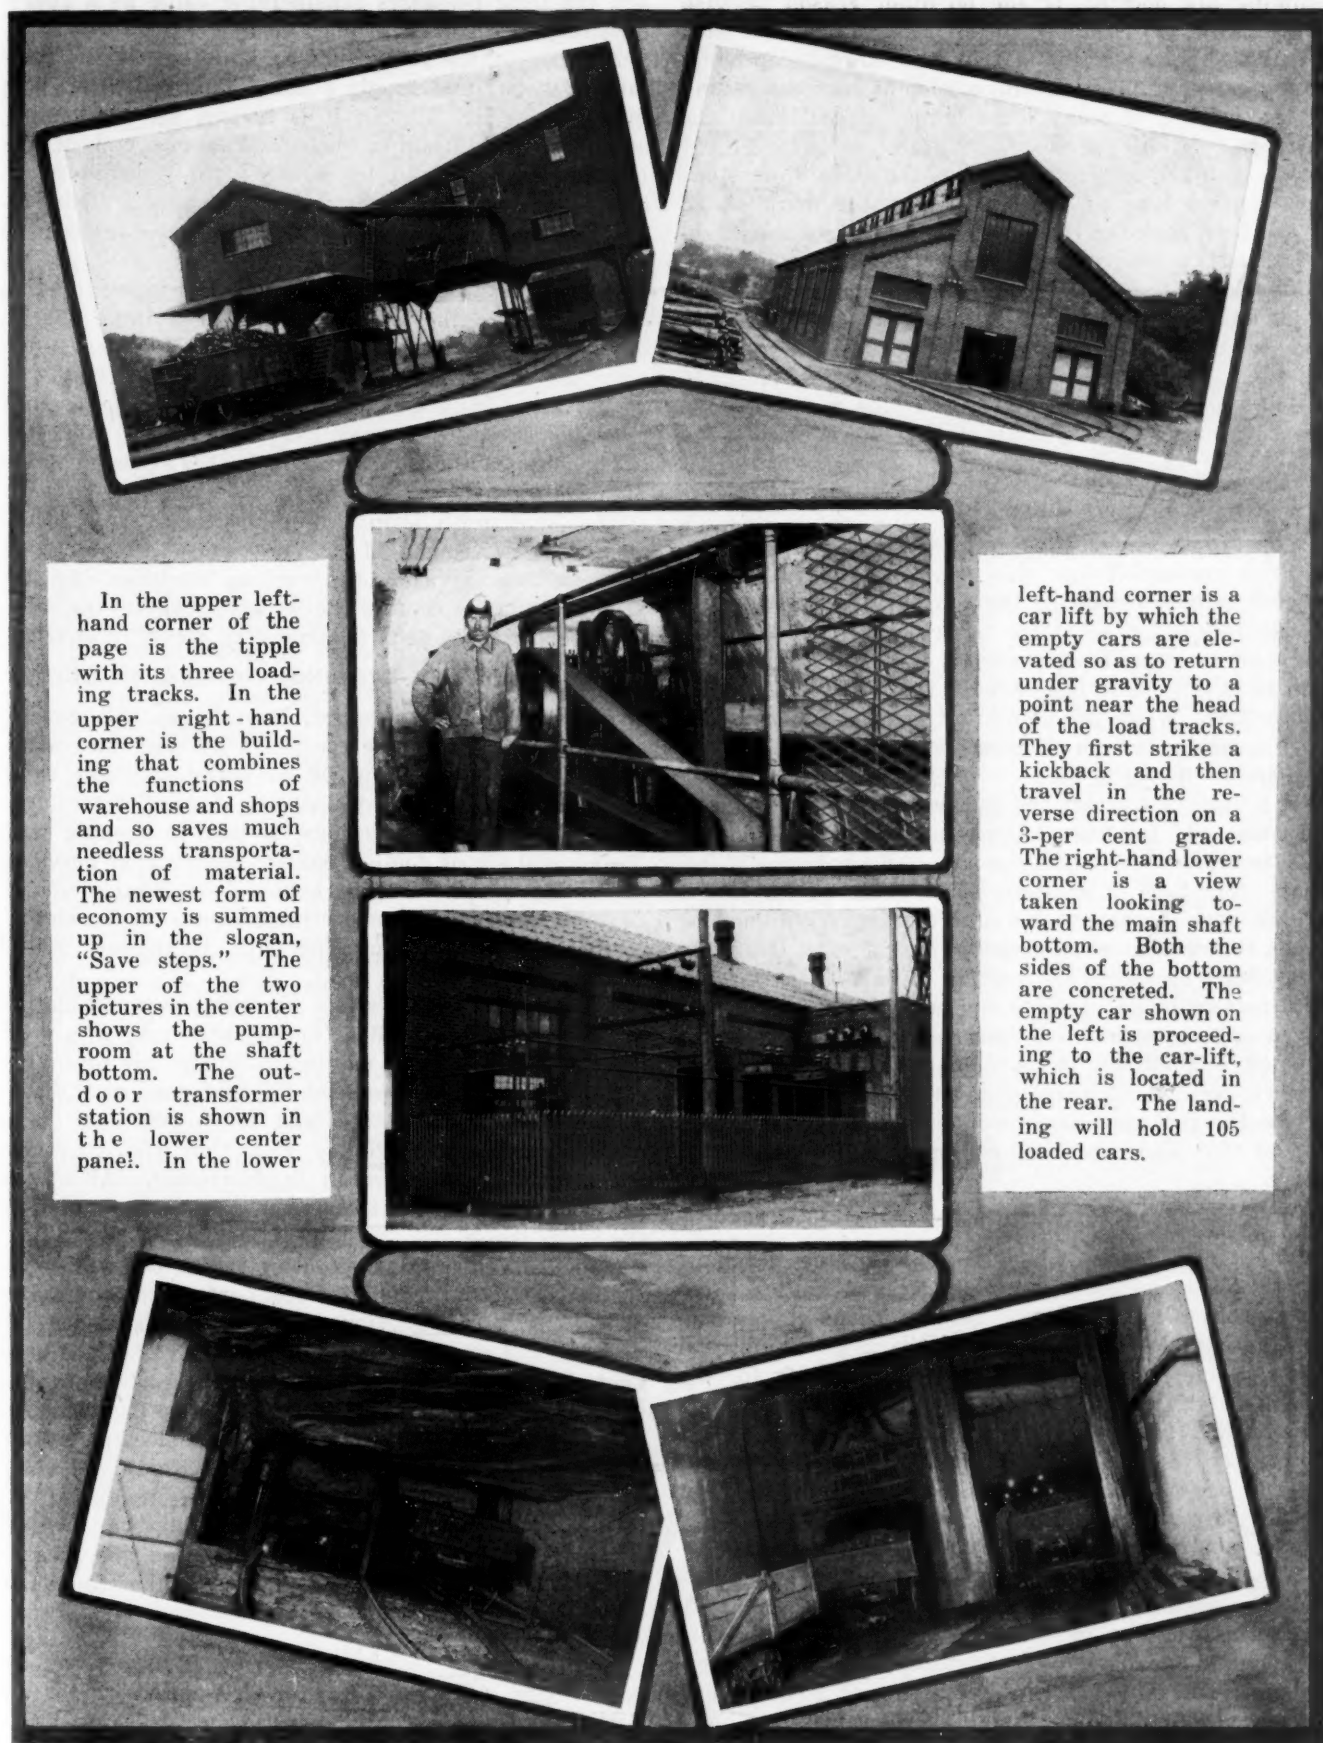 In the upper left-
hand corner of the
page is the tipple
with its three load-
ing tracks. In the
upper right-hand
corner is the build-
ing that combines
the functions of
warehouse and shops
and so saves much
needless transporta-
tion of material.
The newest form of
economy is summed
up in the slogan,
“Save steps.” The
upper of the two
pictures in the center
shows the pump-
room at the shaft
bottom. The out-
door transformer
station is shown in
the lower center
panel. In the lower
left-hand corner is a
car lift by which the
empty cars are ele-
vated so as to return
under gravity to a
point near the head
of the load tracks.
They first strike a
kickback and then
travel in the re-
verse direction on a
3-per cent grade.
The right-hand lower
corner is a view
taken looking to-
ward the main shaft
bottom. Both the
sides of the bottom
are concreted. The
empty car shown on
the left is proceed-
ing to the car-lift,
which is located in
the rear. The land-
ing will hold 105
loaded cars.